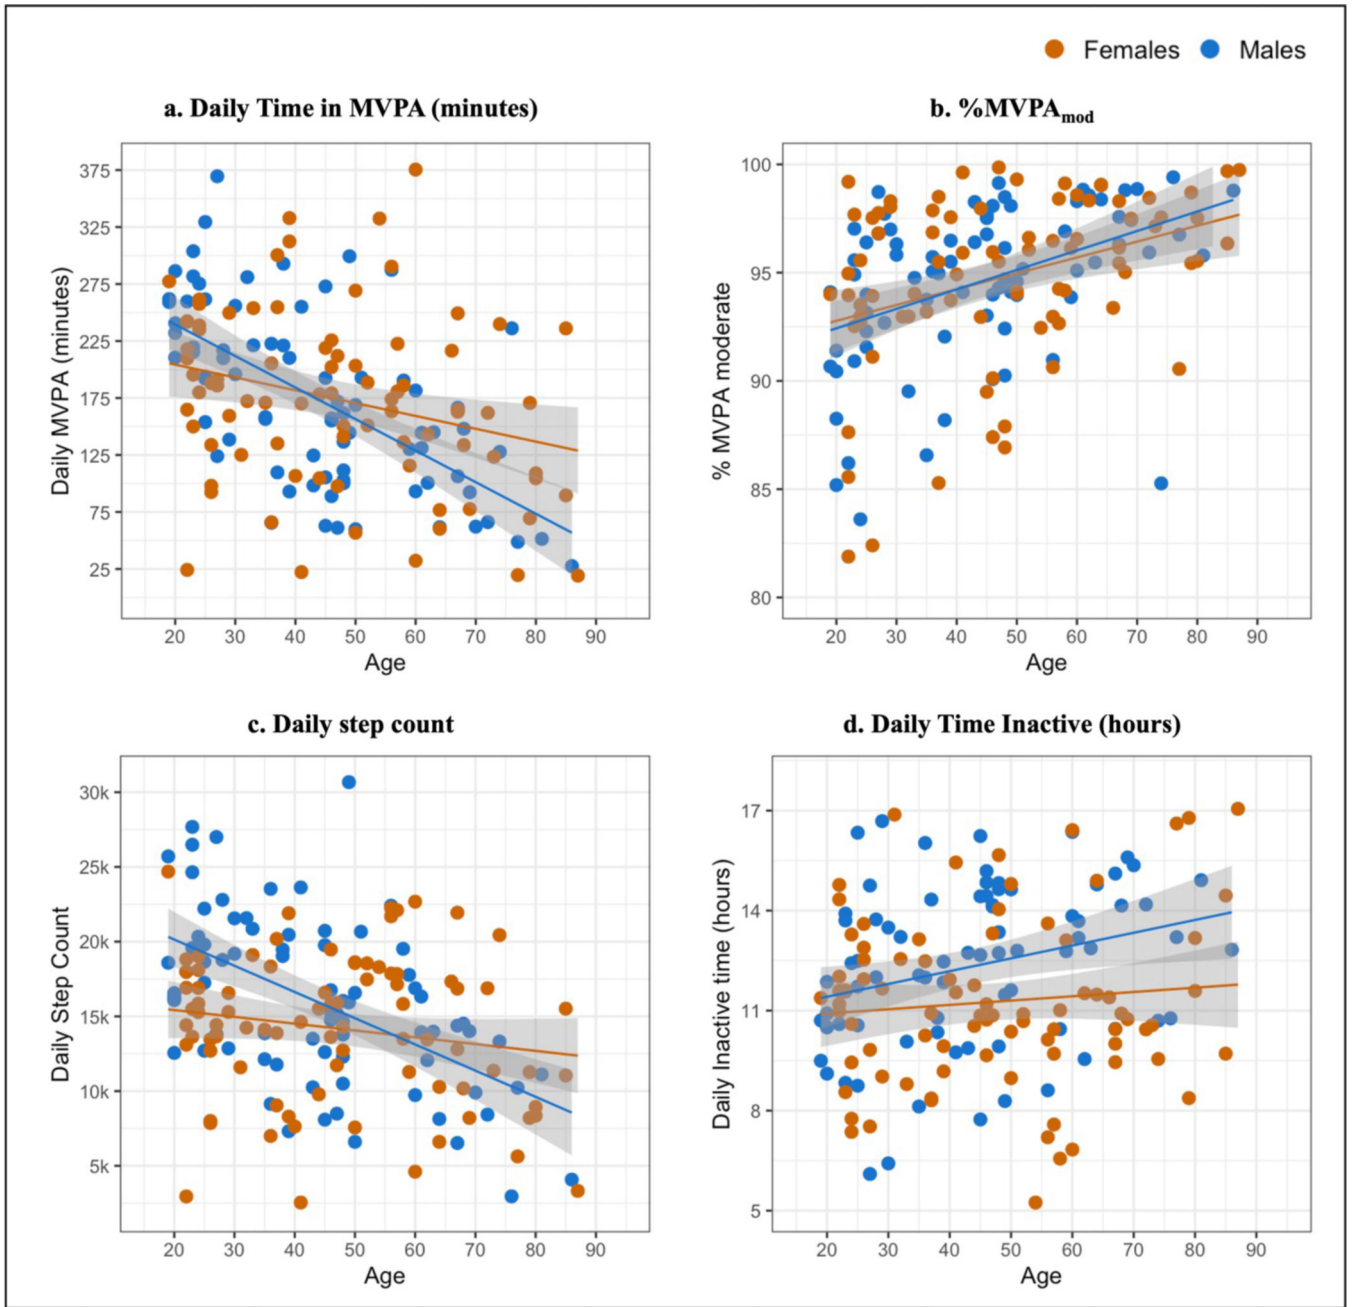 Females Males
a. Daily Time in MVPA (minutes)
Daily MVPA (minutes)
375
325
275
225
175
125
75
25
20 30 40 50 60 70 80 90
Age
b. %MVPAmod
% MVPA moderate
100
95
90
85
80
20 30 40 50 60 70 80 90
Age
c. Daily step count
Daily Step Count
30k
25k
20k
15k
10k
5k
20 30 40 50 60 70 80 90
Age
d. Daily Time Inactive (hours)
Daily Inactive time (hours)
17
14
11
8
5
20 30 40 50 60 70 80 90
Age